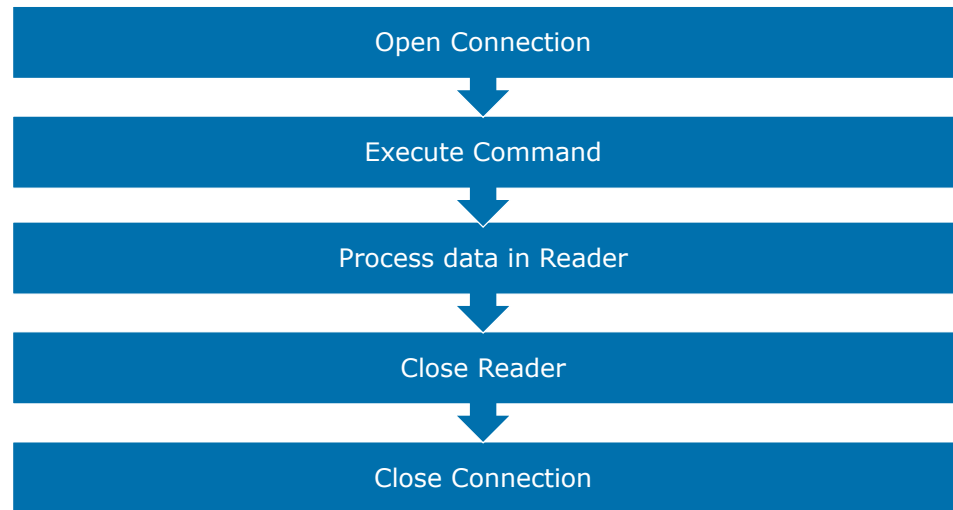 Open Connection
Execute Command
Process data in Reader
Close Reader
Close Connection